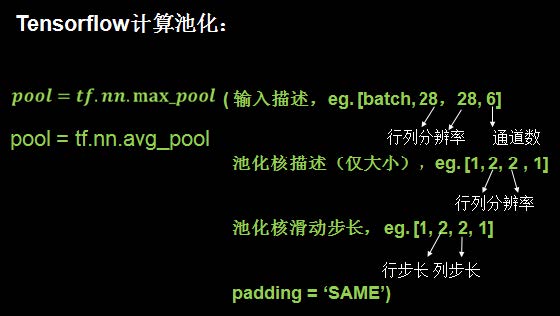 Tensorflow计算池化：
pool = tf.nn.max_pool ( 输入描述，eg. [batch, 28，28, 6]
pool = tf.nn.avg_pool
行列分辨率 通道数
池化核描述（仅大小），eg. [1, 2, 2 , 1]
行列分辨率
池化核滑动步长， eg. [1, 2, 2, 1]
行步长 列步长
padding = ‘SAME’)